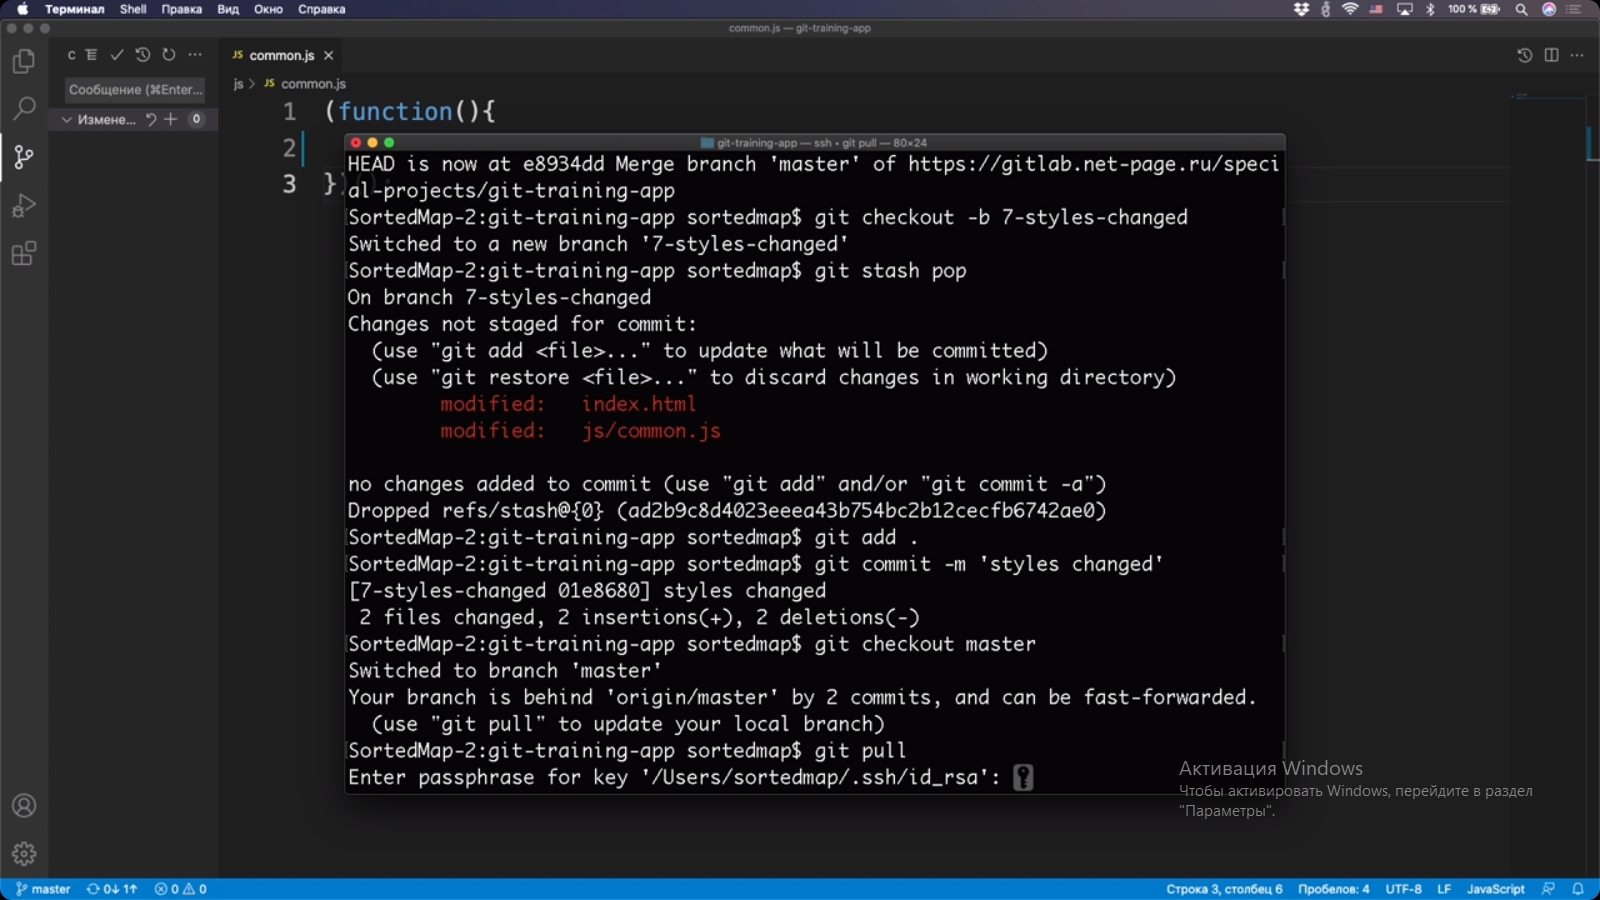 Терминал Shell Правка Вид Окно Справка 100 %
common.js — git-training-app
JS common.js ×
Сообщение (⌘Enter...
js > JS common.js
Измене... 0
1 (function(){
2
3 })();
git-training-app — ssh • git pull — 80×24
HEAD is now at e8934dd Merge branch 'master' of https://gitlab.net-page.ru/speci
al-projects/git-training-app
[SortedMap-2:git-training-app sortedmap$ git checkout -b 7-styles-changed ]
Switched to a new branch '7-styles-changed'
[SortedMap-2:git-training-app sortedmap$ git stash pop ]
On branch 7-styles-changed
Changes not staged for commit:
(use "git add <file>..." to update what will be committed)
(use "git restore <file>..." to discard changes in working directory)
modified: index.html
modified: js/common.js
no changes added to commit (use "git add" and/or "git commit -a")
Dropped refs/stash@{0} (ad2b9c8d4023eeea43b754bc2b12cecfb6742ae0)
[SortedMap-2:git-training-app sortedmap$ git add . ]
[SortedMap-2:git-training-app sortedmap$ git commit -m 'styles changed' ]
[7-styles-changed 01e8680] styles changed
2 files changed, 2 insertions(+), 2 deletions(-)
[SortedMap-2:git-training-app sortedmap$ git checkout master ]
Switched to branch 'master'
Your branch is behind 'origin/master' by 2 commits, and can be fast-forwarded.
(use "git pull" to update your local branch)
[SortedMap-2:git-training-app sortedmap$ git pull ]
Enter passphrase for key '/Users/sortedmap/.ssh/id_rsa':
Активация Windows
Чтобы активировать Windows, перейдите в раздел
"Параметры".
master 0↓ 1↑ 0 0 Строка 3, столбец 6 Пробелов: 4 UTF-8 LF JavaScript